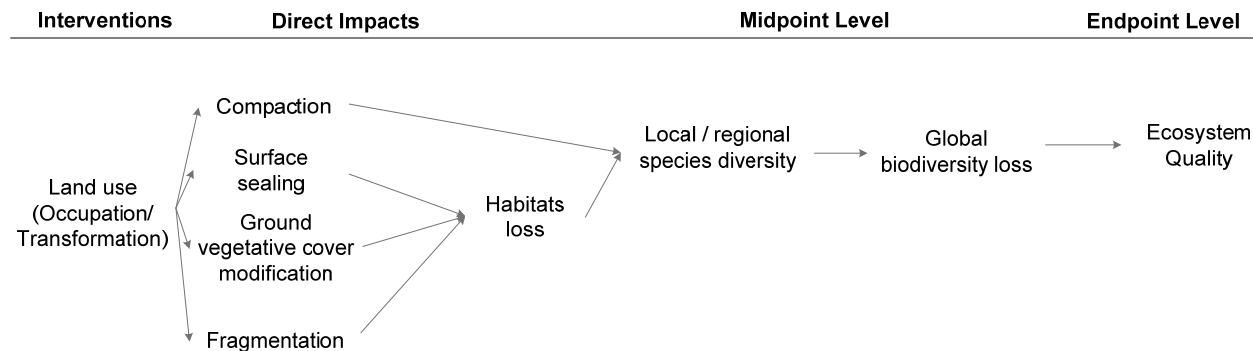 Interventions
Direct Impacts
Midpoint Level
Endpoint Level
Compaction
Surface
sealing
Land use
(Occupation/
Transformation)
Ground
vegetative cover
modification
Fragmentation
Habitats
loss
Local / regional
species diversity
Global
biodiversity loss
Ecosystem
Quality